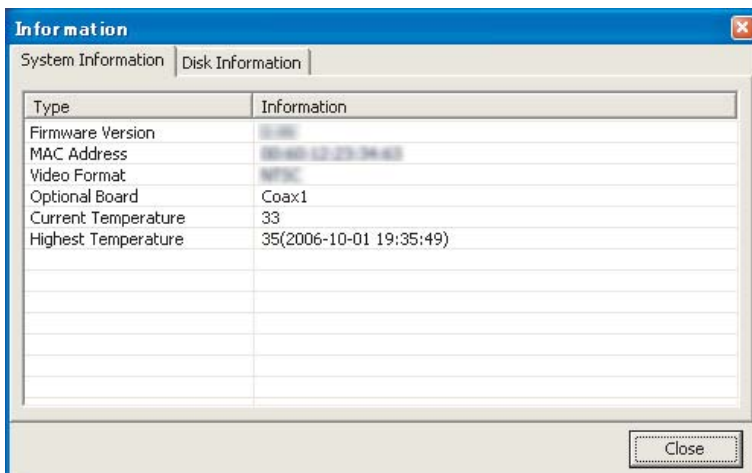 Information
System Information Disk Information
Type Information
Firmware Version
MAC Address
Video Format
Optional Board Coax1
Current Temperature 33
Highest Temperature 35(2006-10-01 19:35:49)
Close